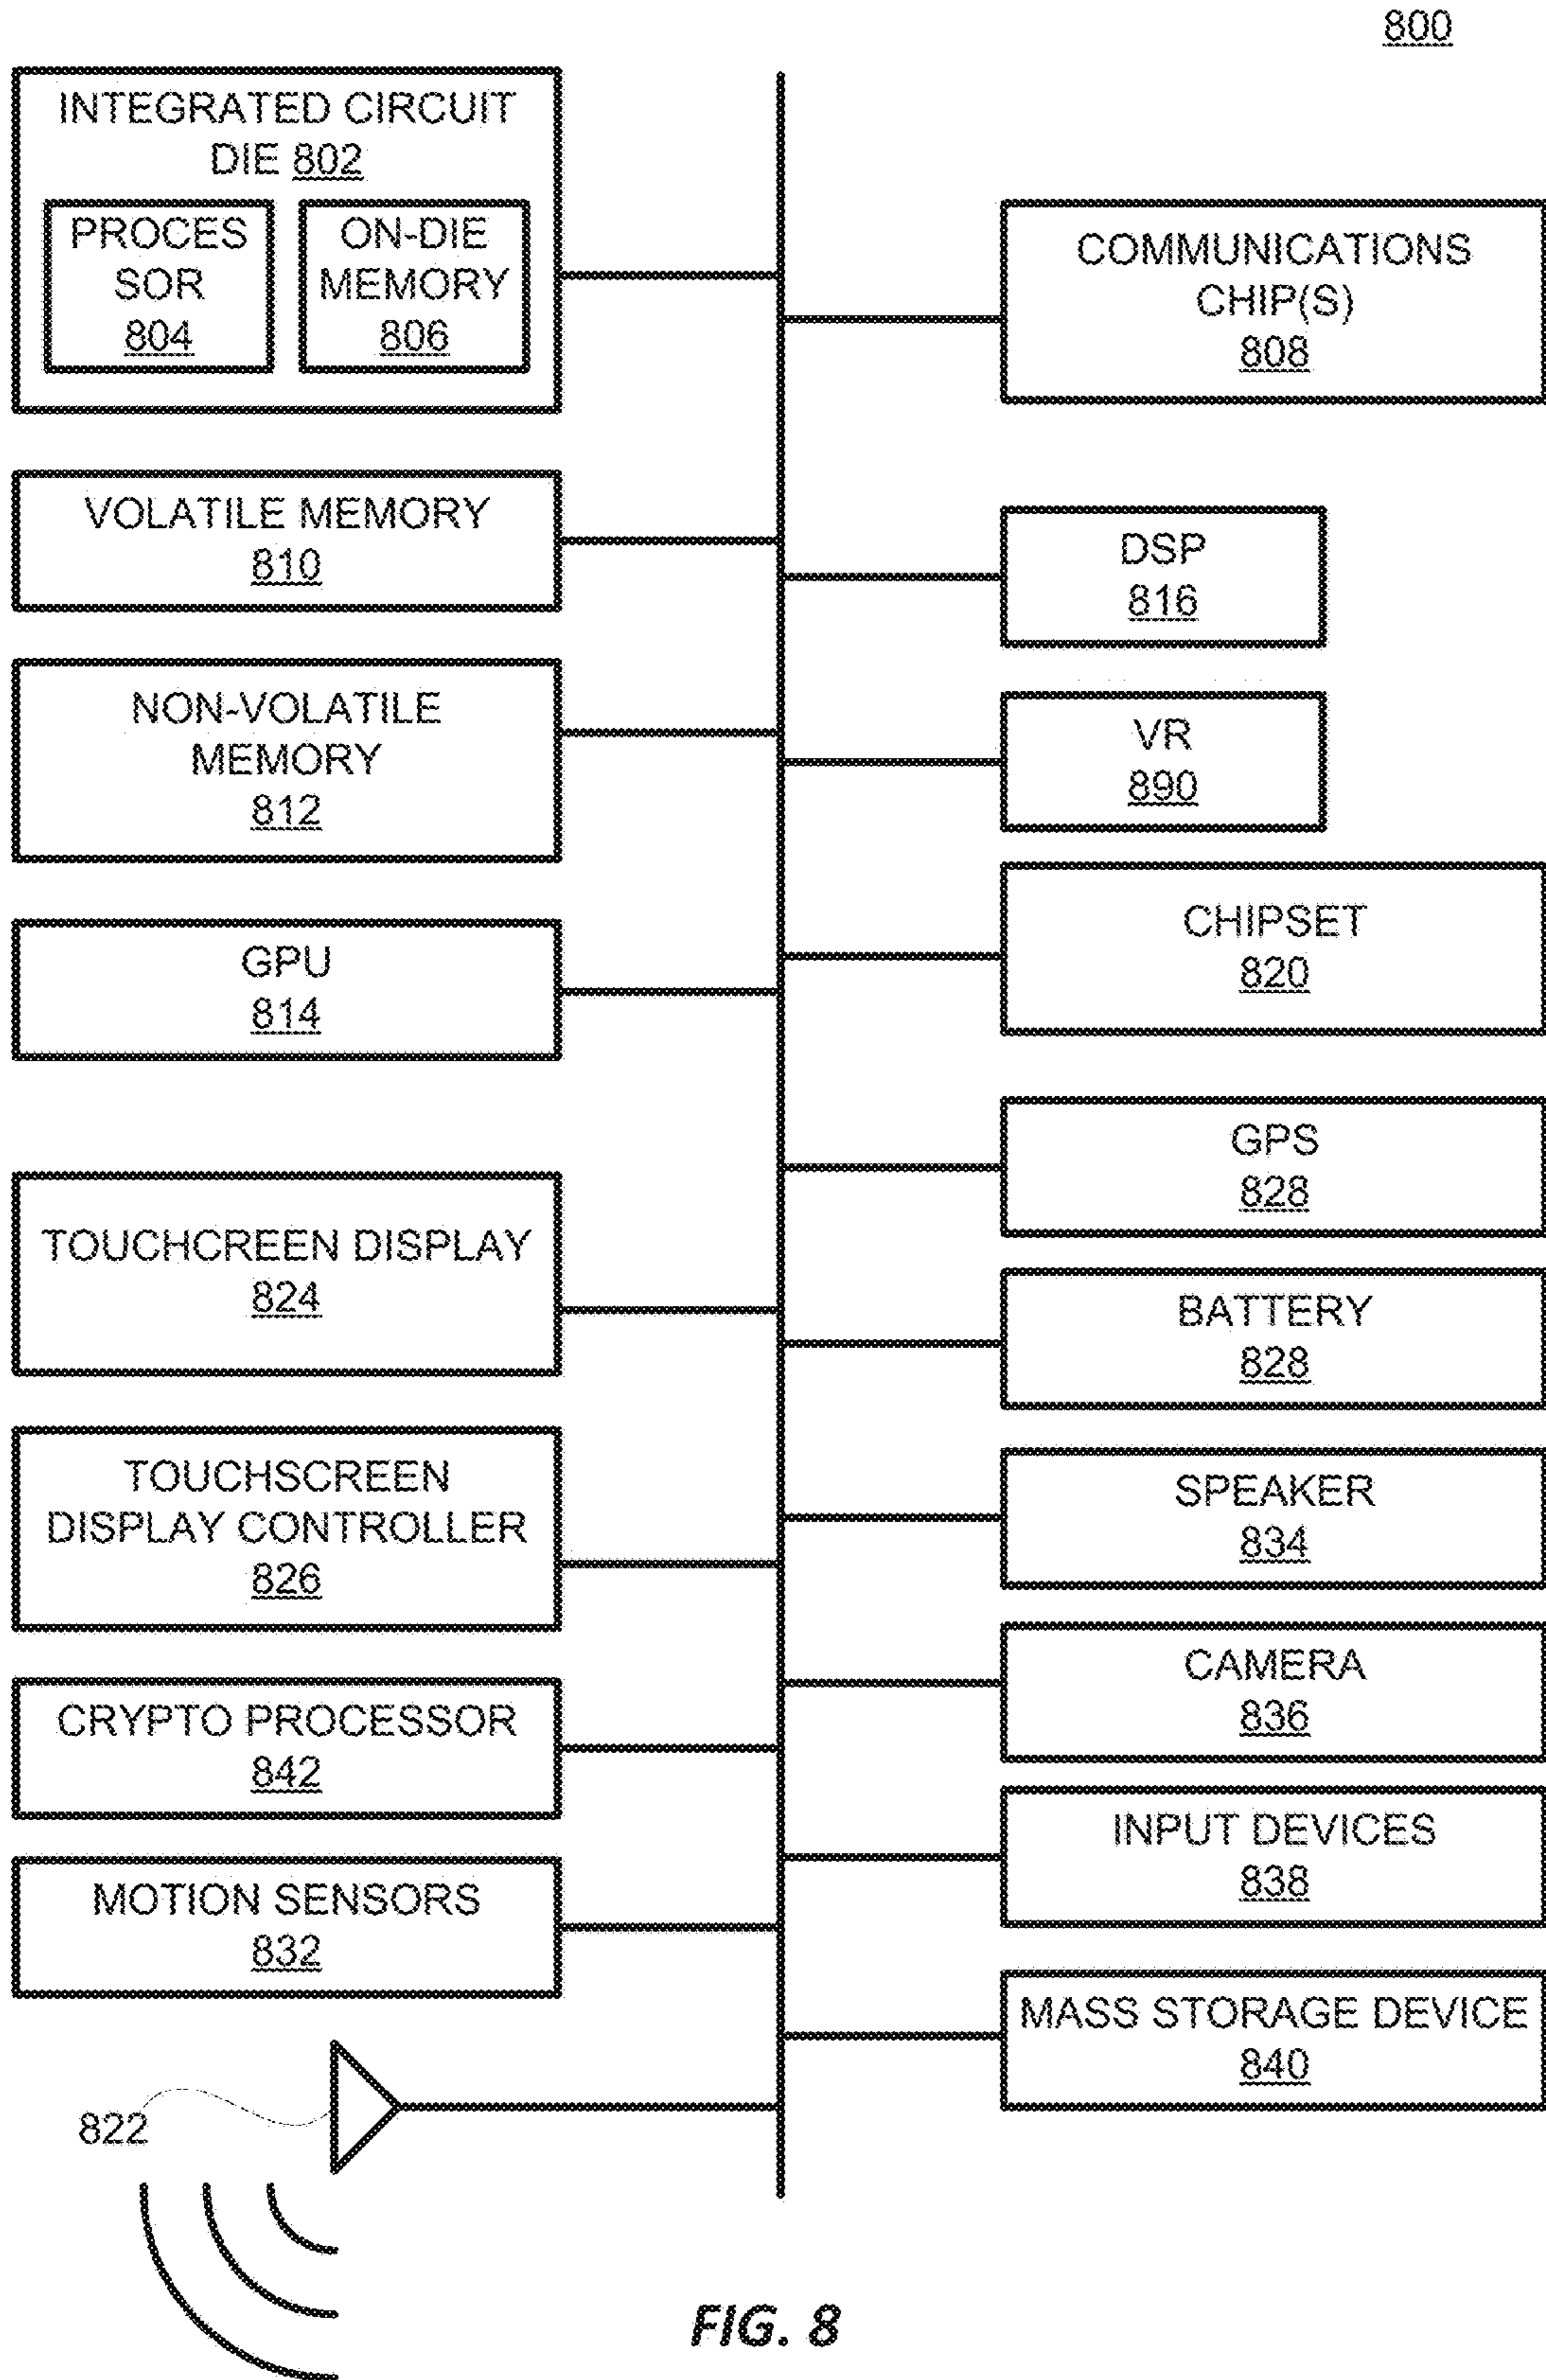 800
INTEGRATED CIRCUIT
DIE 802
PROCES
SOR
804
ON-DIE
MEMORY
806
COMMUNICATIONS
CHIP(S)
808
VOLATILE MEMORY
810
DSP
816
NON-VOLATILE
MEMORY
812
VR
890
GPU
814
CHIPSET
820
GPS
828
TOUCHCREEN DISPLAY
824
BATTERY
828
TOUCHSCREEN
DISPLAY CONTROLLER
826
SPEAKER
834
CRYPTO PROCESSOR
842
CAMERA
836
MOTION SENSORS
832
INPUT DEVICES
838
MASS STORAGE DEVICE
840
822
FIG. 8